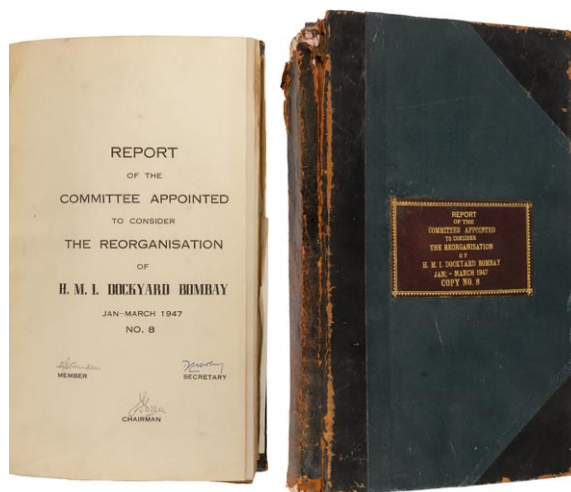 REPORT
OF THE
COMMITTEE APPOINTED
TO CONSIDER
THE REORGANISATION
OF
H. M. I. DOCKYARD BOMBAY
JAN–MARCH 1947
NO. 8
MEMBER
SECRETARY
CHAIRMAN
REPORT
OF THE
COMMITTEE APPOINTED
TO CONSIDER
THE REORGANISATION
OF
H. M. I. DOCKYARD BOMBAY
JAN: - MARCH 1947
COPY NO. 8